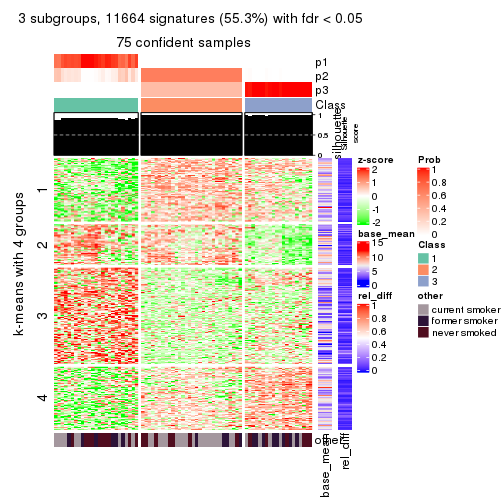 3 subgroups, 11664 signatures (55.3%) with fdr < 0.05
75 confident samples
p1
p2
p3
Class
silhouette
1
0.5
0
Silhouette
score
k-means with 4 groups
1
2
3
4
other
base_mean
rel_diff
z-score
2
1
0
-1
-2
base_mean
15
10
5
0
rel_diff
1
0.8
0.6
0.4
0.2
0
Prob
1
0.8
0.6
0.4
0.2
0
Class
1
2
3
other
current smoker
former smoker
never smoked